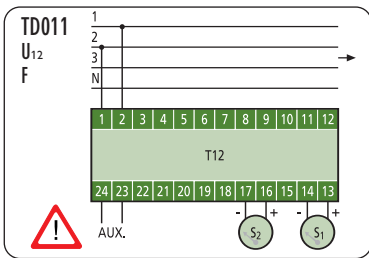 TD011
U12
F
1
2
3
N
1 2 3 4 5 6 7 8 9 10 11 12
T12
24 23 22 21 20 19 18 17 16 15 14 13
!
AUX.
- S2 + - S1 +